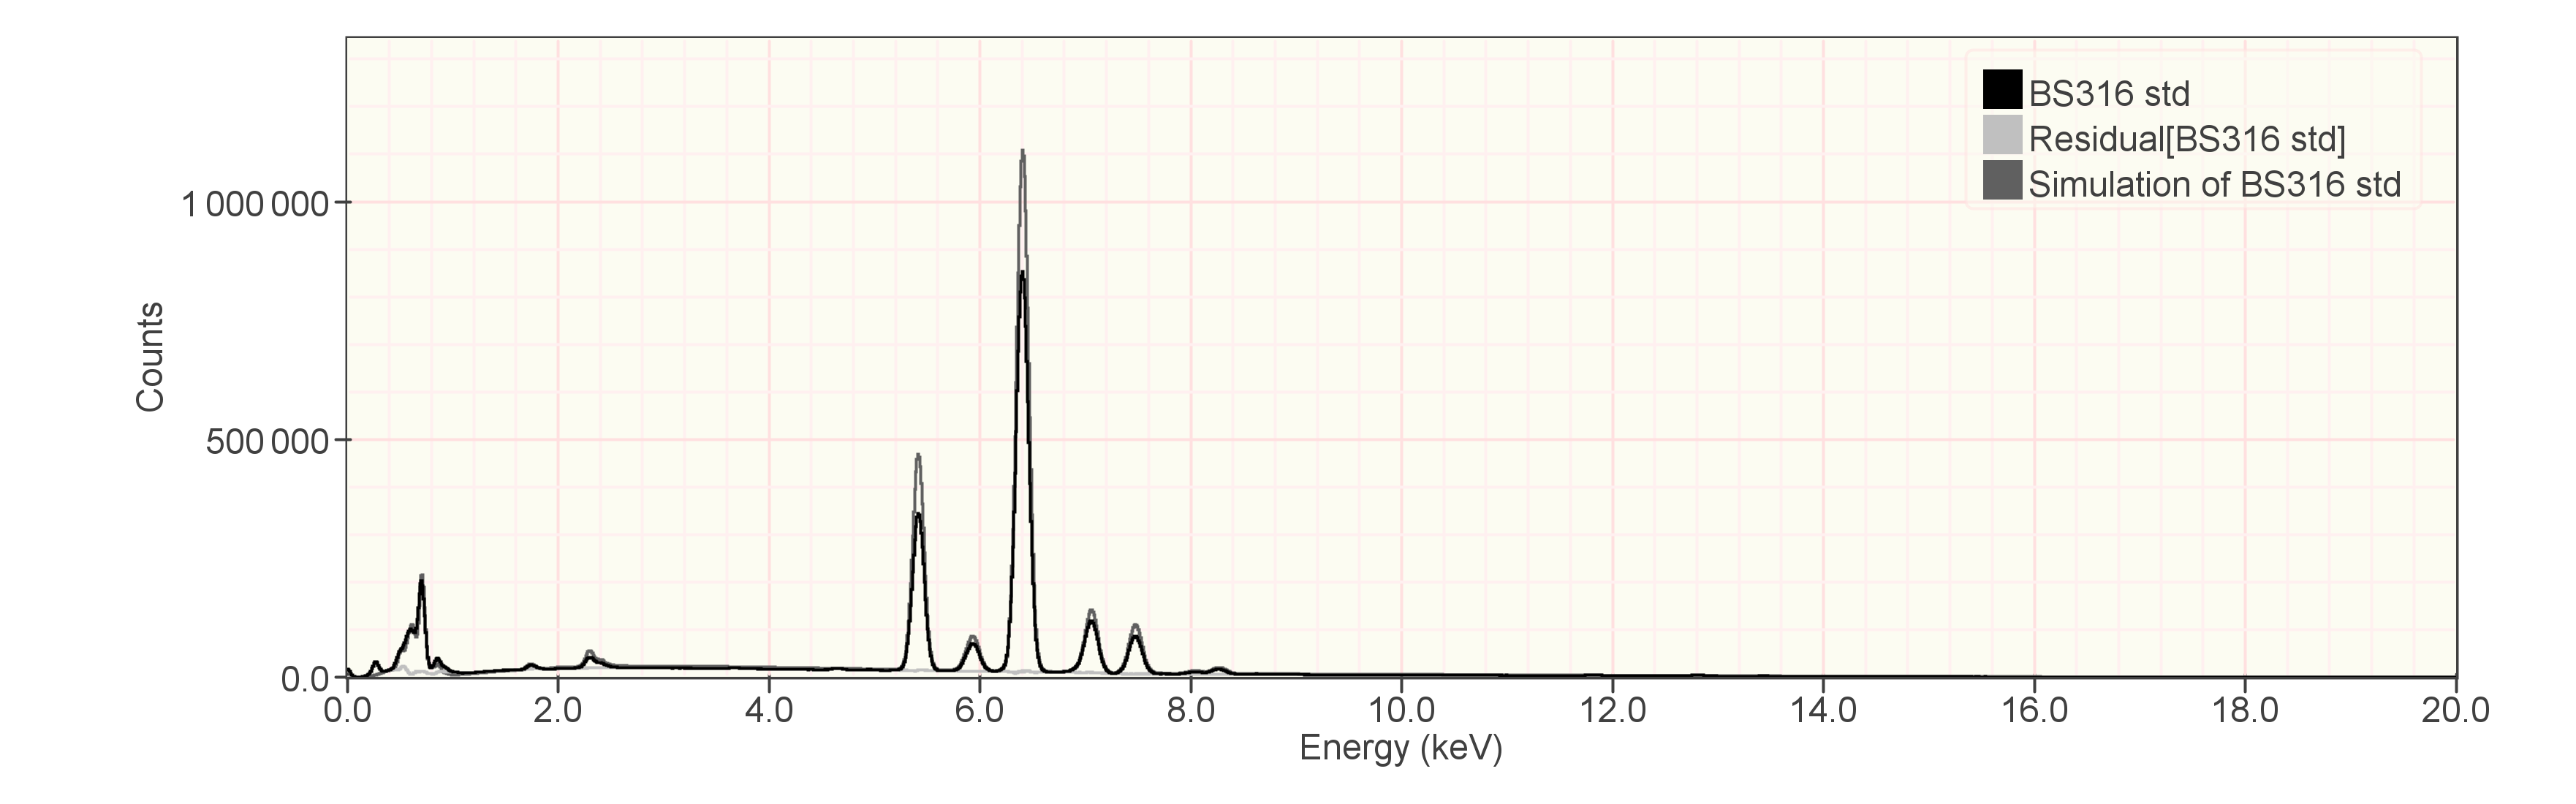 BS316 std
Residual[BS316 std]
Simulation of BS316 std
1 000 000
500 000
0.0
Counts
0.0 2.0 4.0 6.0 8.0 10.0 12.0 14.0 16.0 18.0 20.0
Energy (keV)